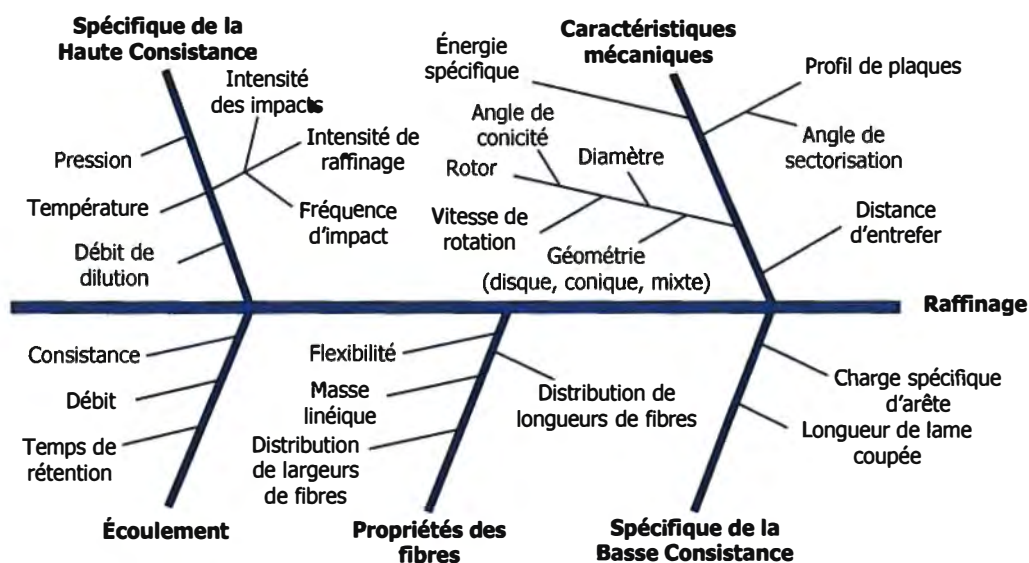 Spécifique de la
Haute Consistance
Intensité
des impacts
Pression
Intensité de
raffinage
Température
Fréquence
d'impact
Débit de
dilution
Caractéristiques
mécaniques
Énergie
spécifique
Profil de plaques
Angle de
conicité
Angle de
sectorisation
Rotor
Diamètre
Vitesse de
rotation
Géométrie
(disque, conique, mixte)
Distance
d'entrefer
Raffinage
Consistance
Débit
Temps de
rétention
Écoulement
Flexibilité
Masse
linéique
Distribution
de largeurs
de fibres
Distribution de
longueurs de fibres
Propriétés des
fibres
Charge spécifique
d'arête
Longueur de lame
coupée
Spécifique de la
Basse Consistance